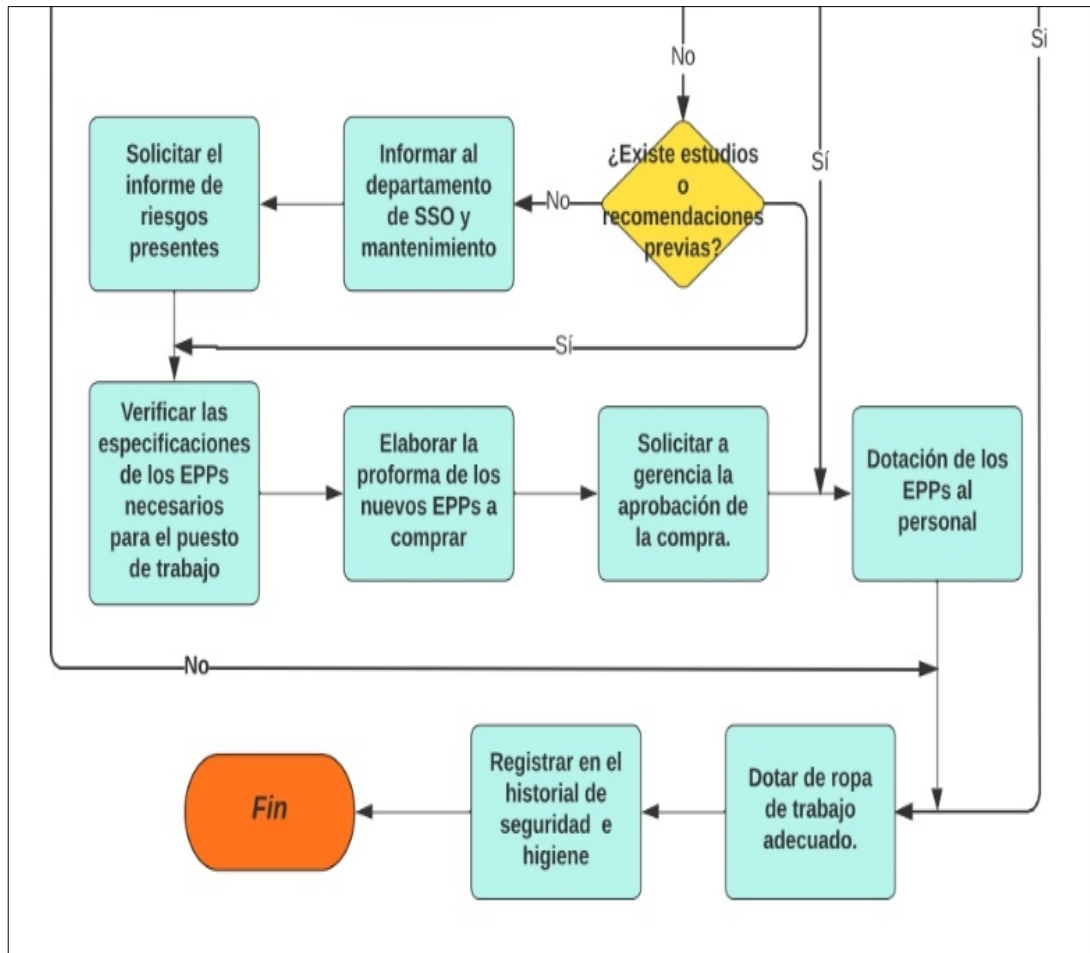 Si
No
Sí
Solicitar el
informe de
riesgos
presentes
Informar al
departamento
de SSO y
mantenimiento
No
¿Existe estudios
o
recomendaciones
previas?
Sí
Verificar las
especificaciones
de los EPPs
necesarios
para el puesto
de trabajo
Elaborar la
proforma de los
nuevos EPPs a
comprar
Solicitar a
gerencia la
aprobación de
la compra.
Dotación de los
EPPs al
personal
No
Fin
Registrar en el
historial de
seguridad e
higiene
Dotar de ropa
de trabajo
adecuado.